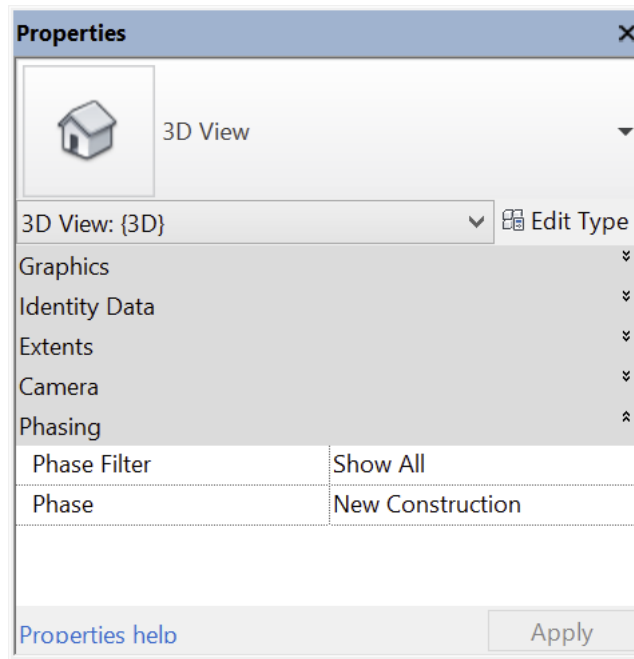 Properties
3D View
3D View: {3D} Edit Type
Graphics
Identity Data
Extents
Camera
Phasing
Phase Filter Show All
Phase New Construction
Properties help Apply